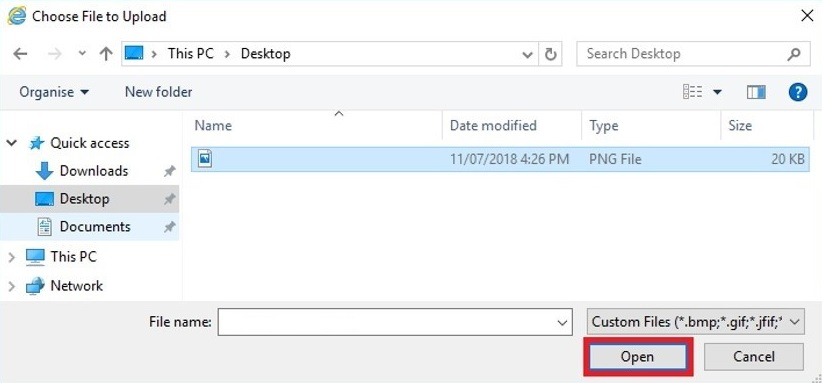 Choose File to Upload
This PC > Desktop
Search Desktop
Organise New folder
Name Date modified Type Size
Quick access
11/07/2018 4:26 PM PNG File 20 KB
Downloads
Desktop
Documents
This PC
Network
File name: Custom Files (*.bmp;*.gif;*.jfif;*
Open Cancel